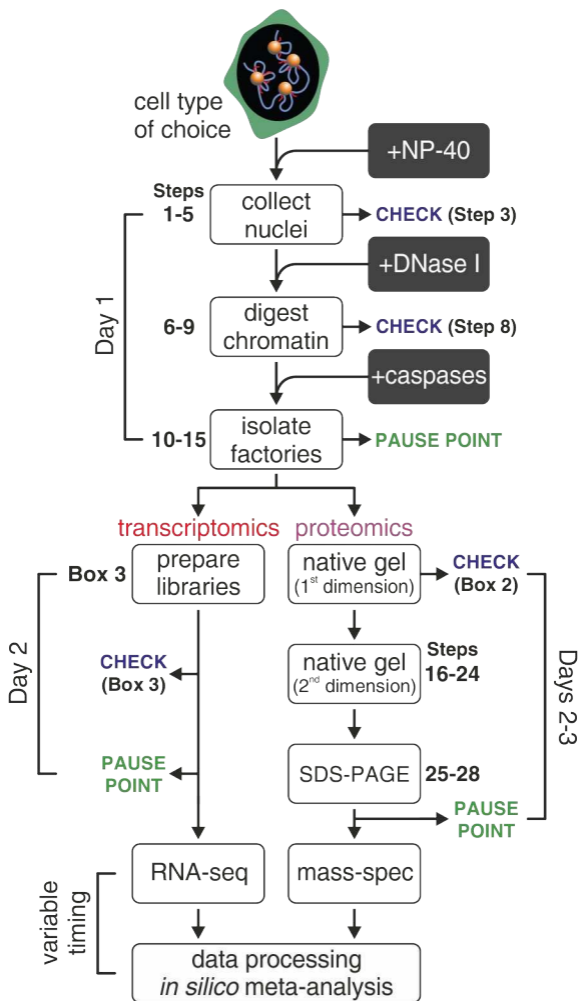 cell type
of choice
+NP-40
Steps
1-5
collect
nuclei
CHECK (Step 3)
+DNase I
Day 1
6-9
digest
chromatin
CHECK (Step 8)
+caspases
10-15
isolate
factories
PAUSE POINT
transcriptomics
proteomics
Box 3
prepare
libraries
native gel
(1st dimension)
CHECK
(Box 2)
Day 2
CHECK
(Box 3)
native gel
(2nd dimension)
Steps
16-24
Days 2-3
PAUSE
POINT
SDS-PAGE
25-28
PAUSE
POINT
variable
timing
RNA-seq
mass-spec
data processing
in silico meta-analysis